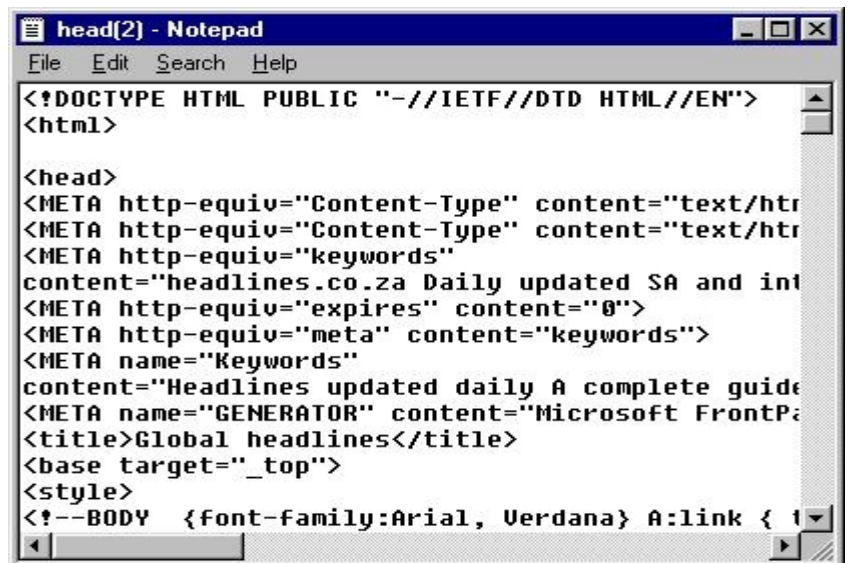 head(2) - Notepad
File Edit Search Help
<!DOCTYPE HTML PUBLIC "-//IETF//DTD HTML//EN">
<html>
<head>
<META http-equiv="Content-Type" content="text/htm
<META http-equiv="Content-Type" content="text/htm
<META http-equiv="keywords"
content="headlines.co.za Daily updated SA and int
<META http-equiv="expires" content="0">
<META http-equiv="meta" content="keywords">
<META name="Keywords"
content="Headlines updated daily A complete guide
<META name="GENERATOR" content="Microsoft FrontPa
<title>Global headlines</title>
<base target="_top">
<style>
<!--BODY {font-family:Arial, Verdana} A:link { t